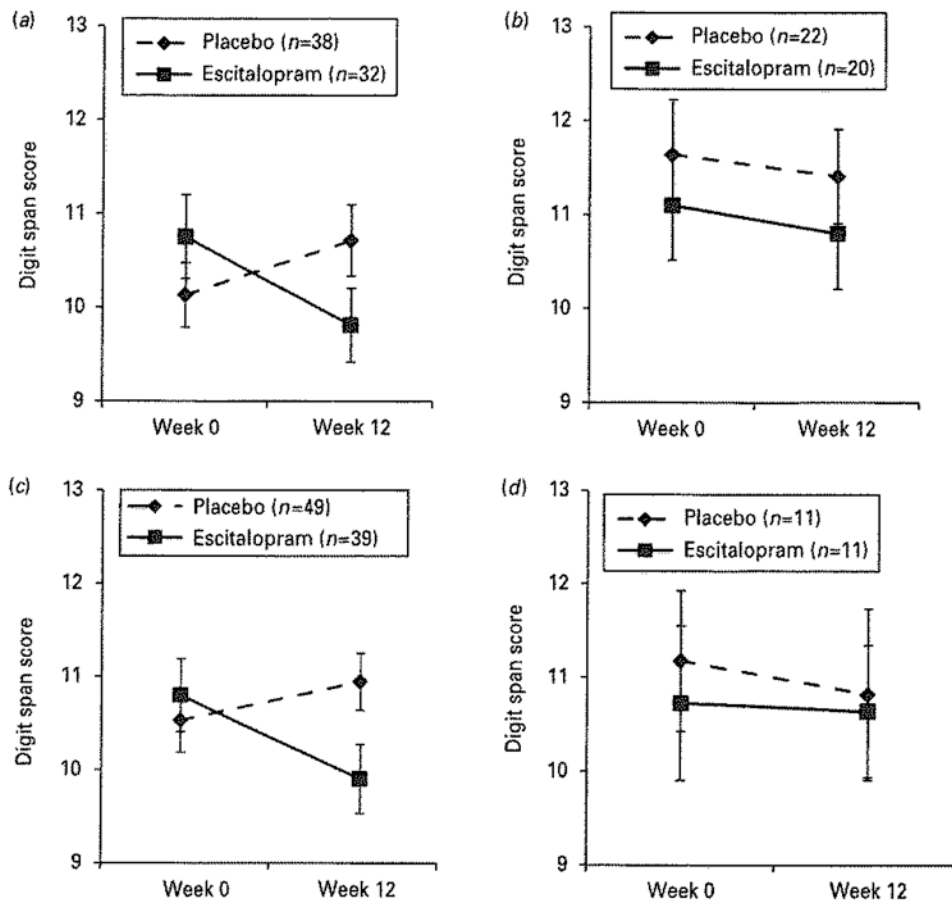 (a)
13
12
11
10
9
Digit span score
Placebo (n=38)
Escitalopram (n=32)
Week 0
Week 12
(b)
13
12
11
10
9
Digit span score
Placebo (n=22)
Escitalopram (n=20)
Week 0
Week 12
(c)
13
12
11
10
9
Digit span score
Placebo (n=49)
Escitalopram (n=39)
Week 0
Week 12
(d)
13
12
11
10
9
Digit span score
Placebo (n=11)
Escitalopram (n=11)
Week 0
Week 12